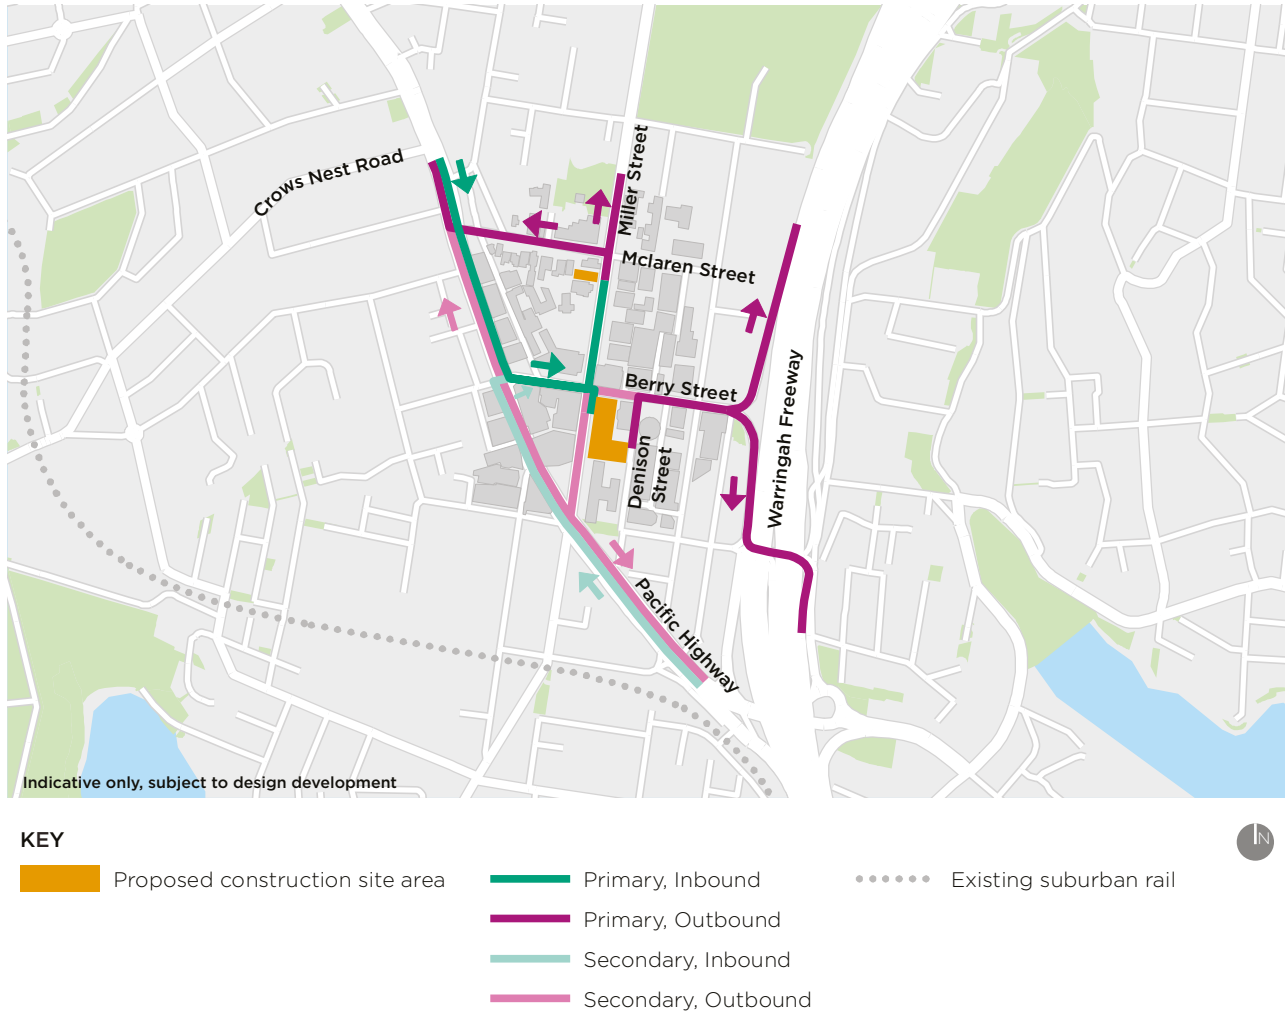 Crows Nest Road
Miller Street
Mclaren Street
Berry Street
Denison
Street
Warringah Freeway
Pacific Highway
Indicative only, subject to design development
KEY
N
Proposed construction site area
Primary, Inbound
Existing suburban rail
Primary, Outbound
Secondary, Inbound
Secondary, Outbound